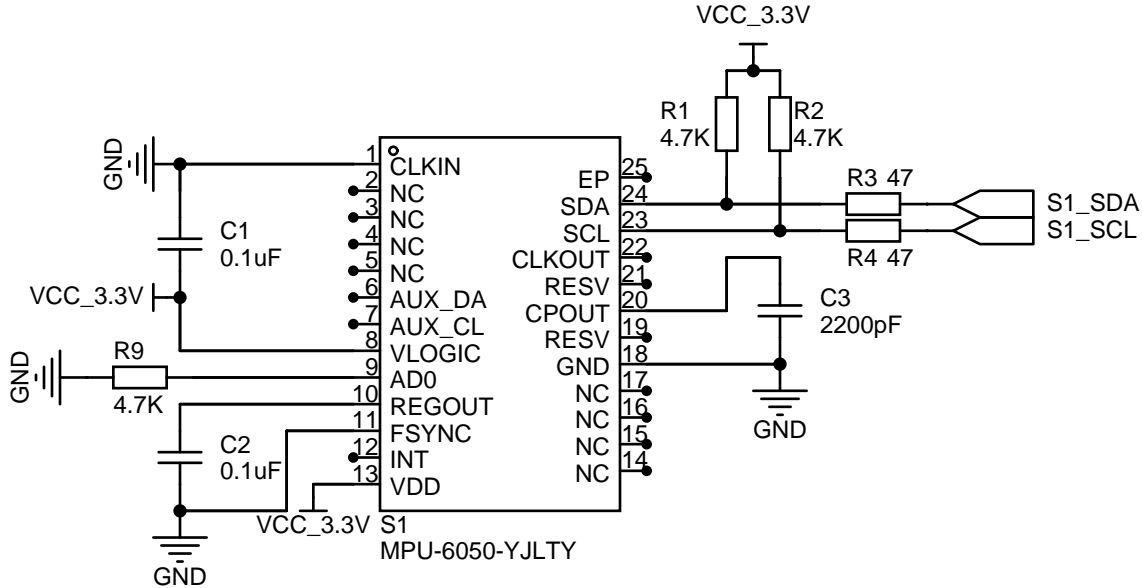 VCC_3.3V
R1
4.7K
R2
4.7K
GND
1
CLKIN
2
NC
3
NC
4
NC
5
NC
6
AUX_DA
7
AUX_CL
8
VLOGIC
9
AD0
10
REGOUT
11
FSYNC
12
INT
13
VDD
25
EP
24
SDA
23
SCL
22
CLKOUT
21
RESV
20
CPOUT
19
RESV
18
GND
17
NC
16
NC
15
NC
14
NC
R3 47
S1_SDA
S1_SCL
R4 47
C1
0.1uF
VCC_3.3V
C3
2200pF
R9
4.7K
GND
C2
0.1uF
GND
VCC_3.3V
S1
MPU-6050-YJLTY
GND